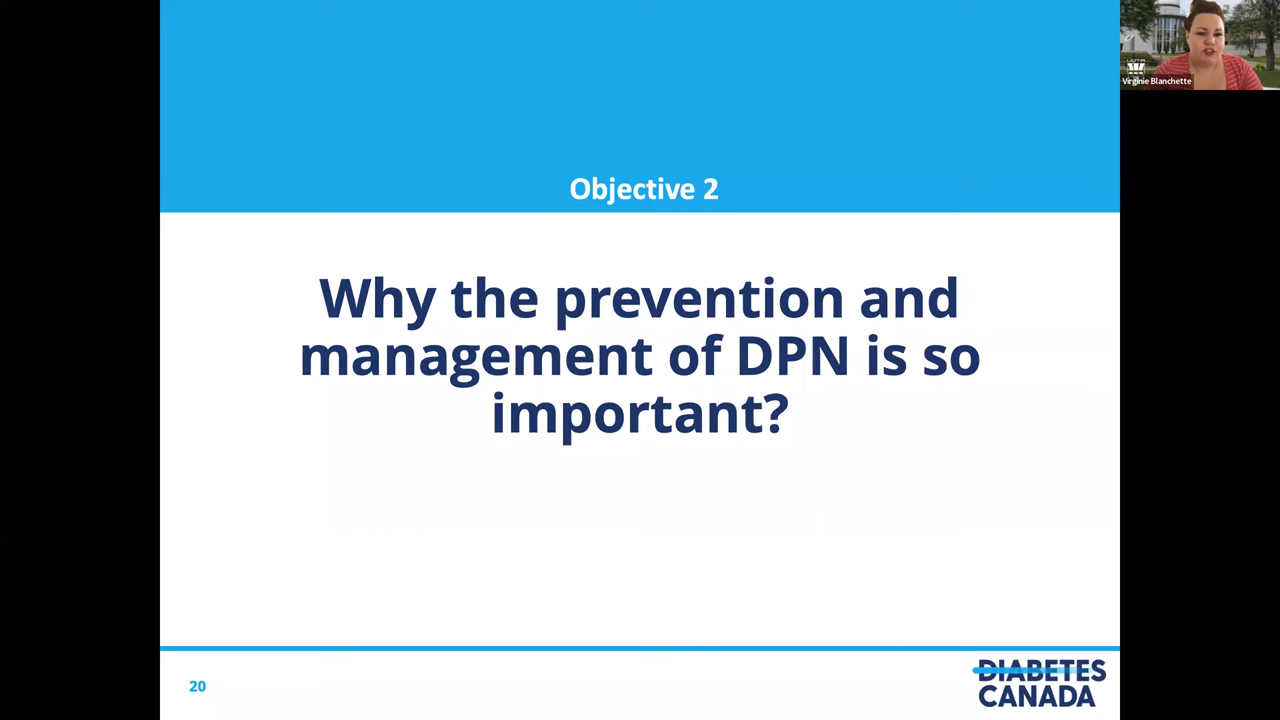 Objective 2
Why the prevention and
management of DPN is so
important?
20
DIABETES
CANADA
Virginie Blanchette